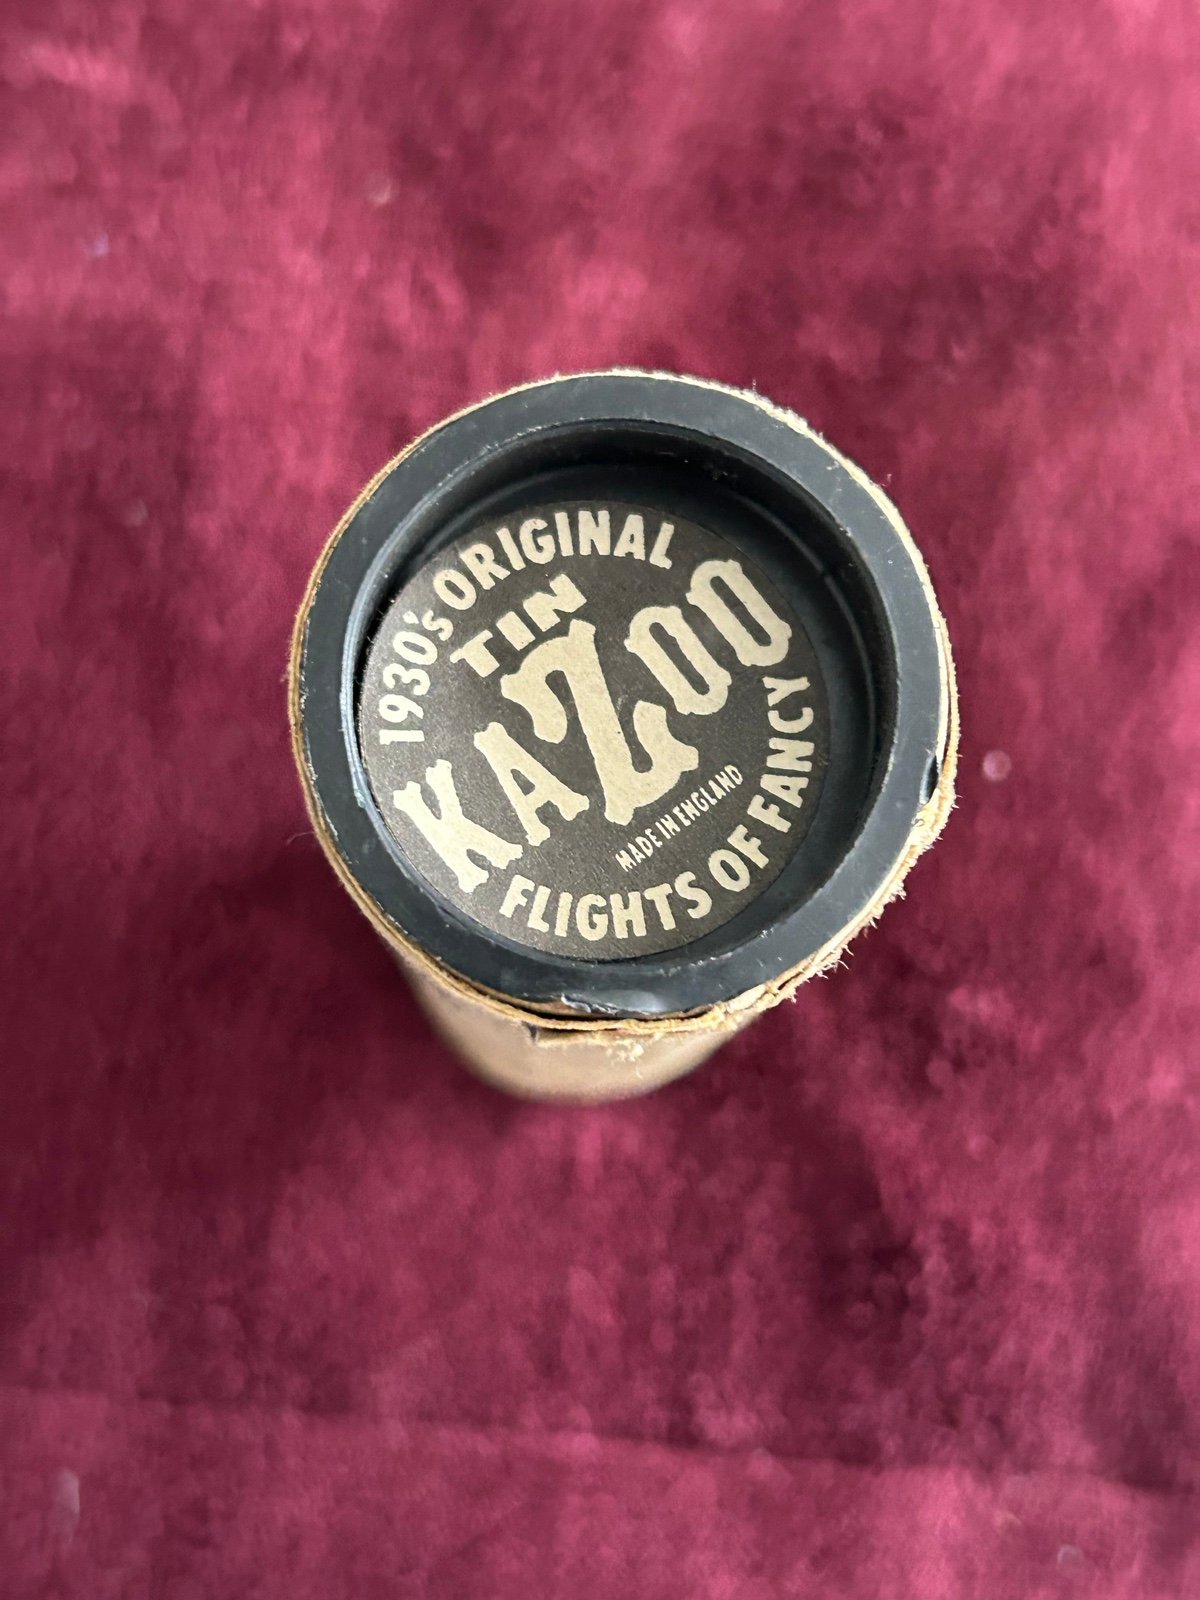 1930's ORIGINAL
TIN
KAZOO
MADE IN ENGLAND
FLIGHTS OF FANCY